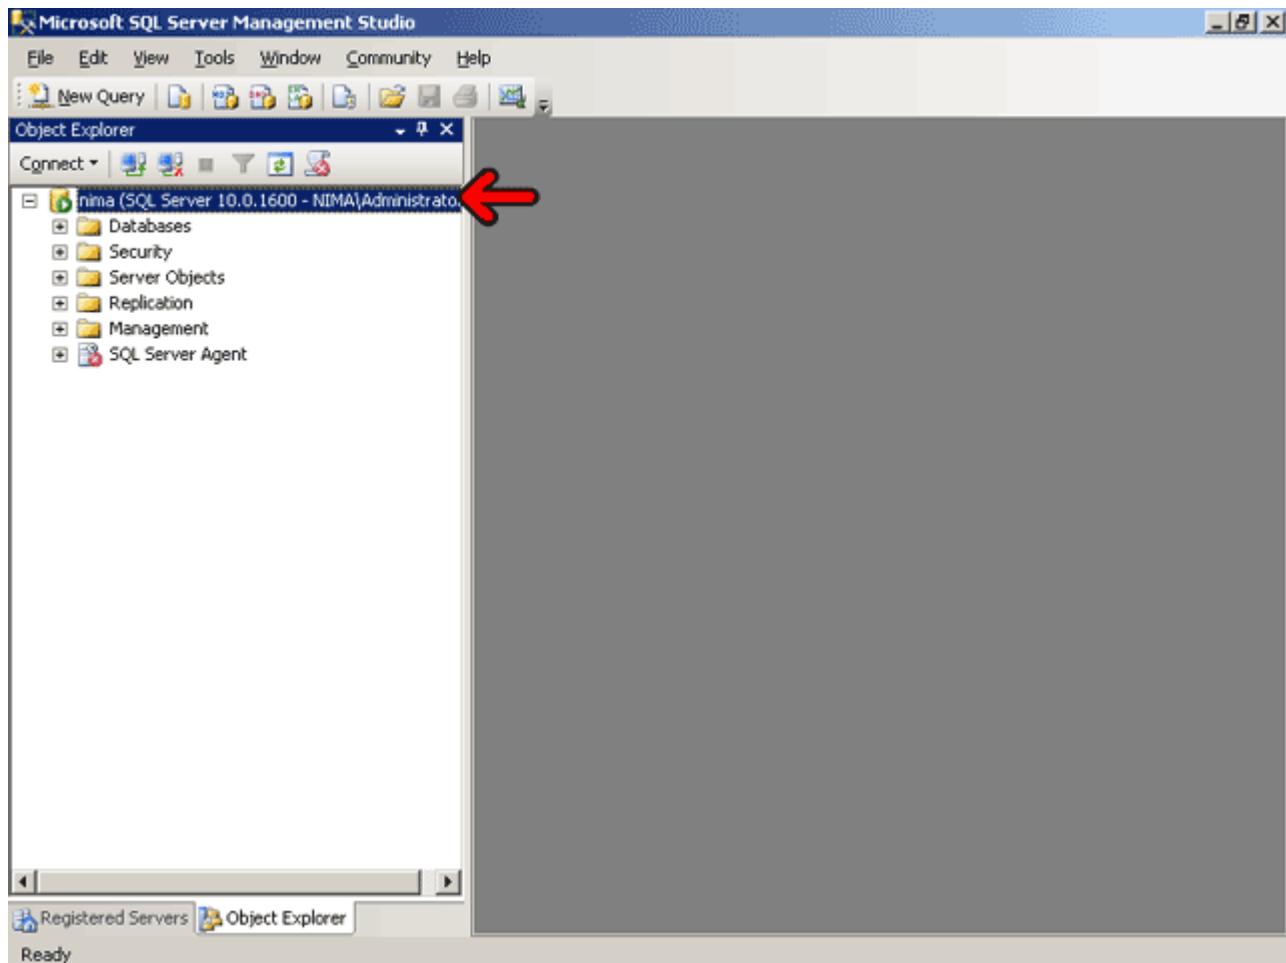 Microsoft SQL Server Management Studio
File Edit View Tools Window Community Help
New Query
Object Explorer
Connect
nima (SQL Server 10.0.1600 - NIMA\Administrato
Databases
Security
Server Objects
Replication
Management
SQL Server Agent
Registered Servers Object Explorer
Ready